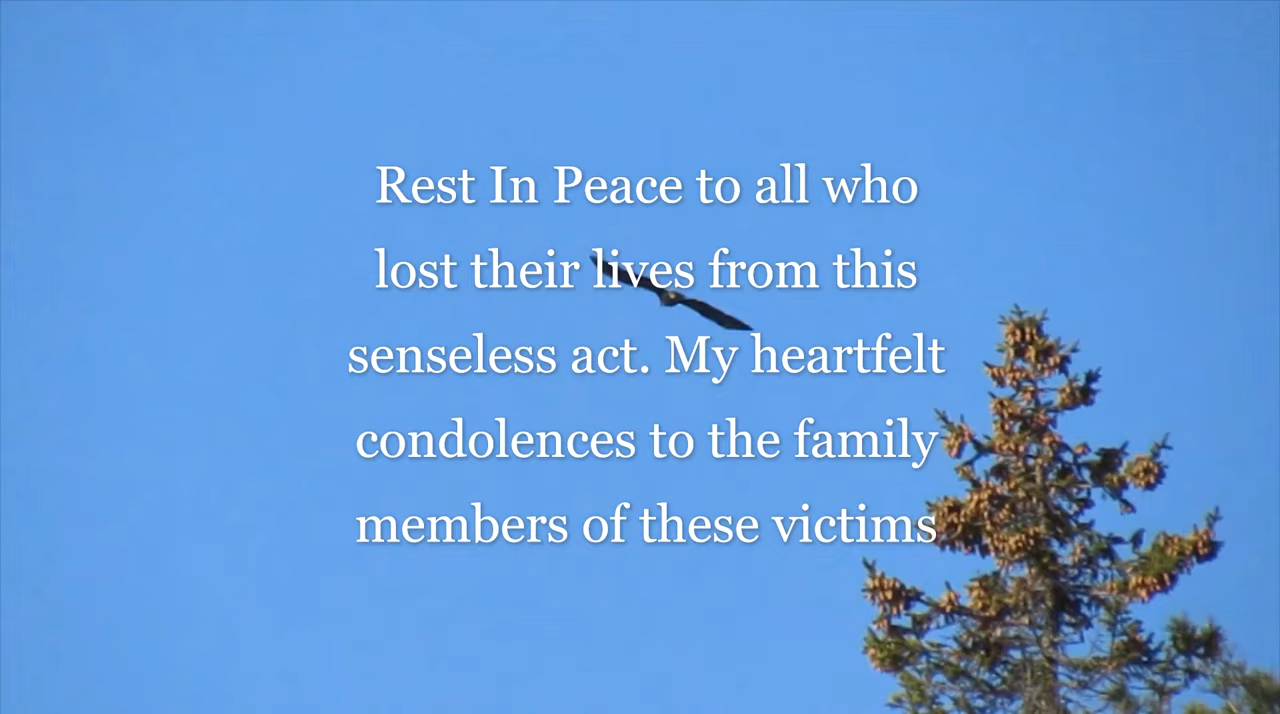 Rest In Peace to all who
lost their lives from this
senseless act. My heartfelt
condolences to the family
members of these victims